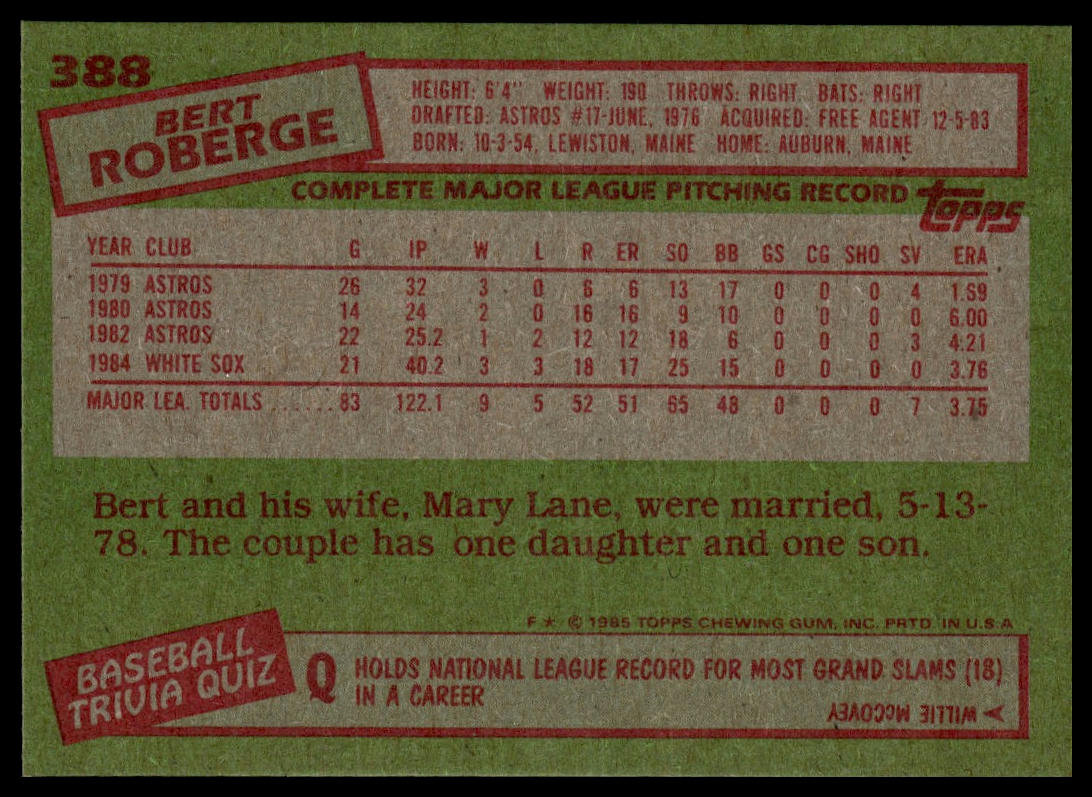 388
BERT
ROBERGE
HEIGHT: 6'4" WEIGHT: 190 THROWS: RIGHT BATS: RIGHT
DRAFTED: ASTROS #17-JUNE, 1976 ACQUIRED: FREE AGENT 12-5-83
BORN: 10-3-54, LEWISTON, MAINE HOME: AUBURN, MAINE
COMPLETE MAJOR LEAGUE PITCHING RECORD
topps
YEAR CLUB G IP W L R ER SO BB GS CG SHO SV ERA
1979 ASTROS 26 32 3 0 6 6 13 17 0 0 0 4 1.69
1980 ASTROS 14 24 2 0 16 16 9 10 0 0 0 0 6.00
1982 ASTROS 22 25.2 1 2 12 12 18 6 0 0 0 3 4.21
1984 WHITE SOX 21 40.2 3 3 18 17 25 15 0 0 0 0 3.76
MAJOR LEA. TOTALS ...... 83 122.1 9 5 52 51 65 48 0 0 0 7 3.75
Bert and his wife, Mary Lane, were married, 5-13-
78. The couple has one daughter and one son.
F ★ © 1985 TOPPS CHEWING GUM, INC. PRTD. IN U.S.A
BASEBALL
TRIVIA QUIZ
Q HOLDS NATIONAL LEAGUE RECORD FOR MOST GRAND SLAMS (18)
IN A CAREER
WILLIE McCOVEY